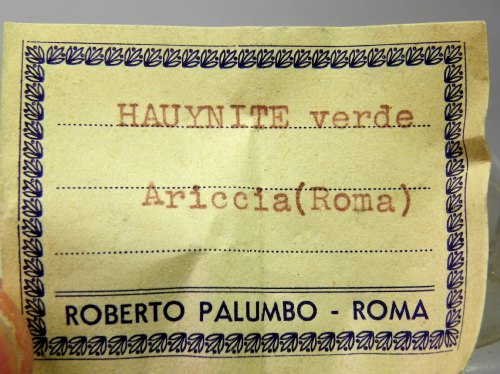 HAUYNITE verde
Ariccia(Roma)
ROBERTO PALUMBO - ROMA